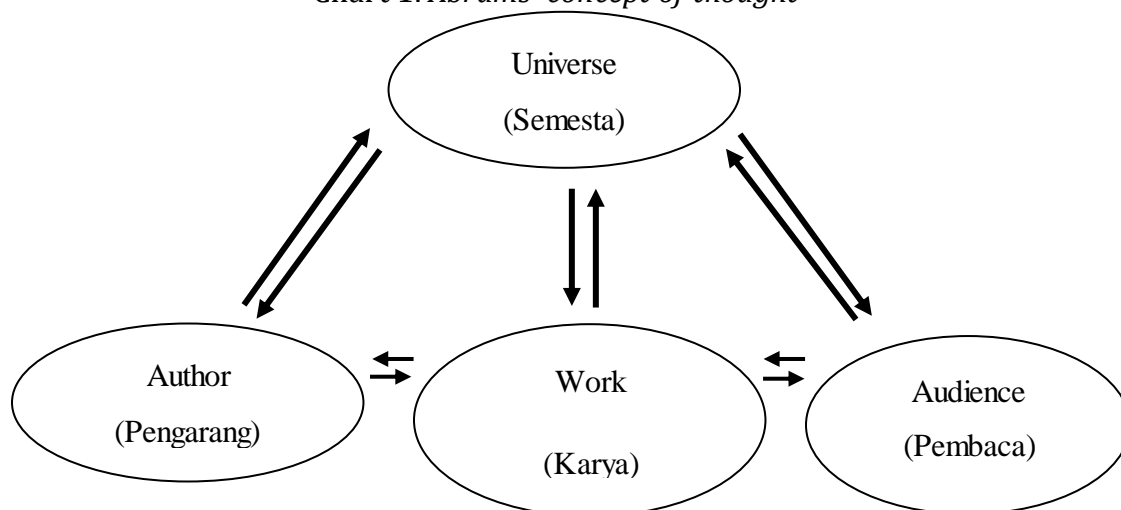 Chart 1. Abrams' concept of thought
Universe
(Semesta)
Author
(Pengarang)
Work
(Karya)
Audience
(Pembaca)